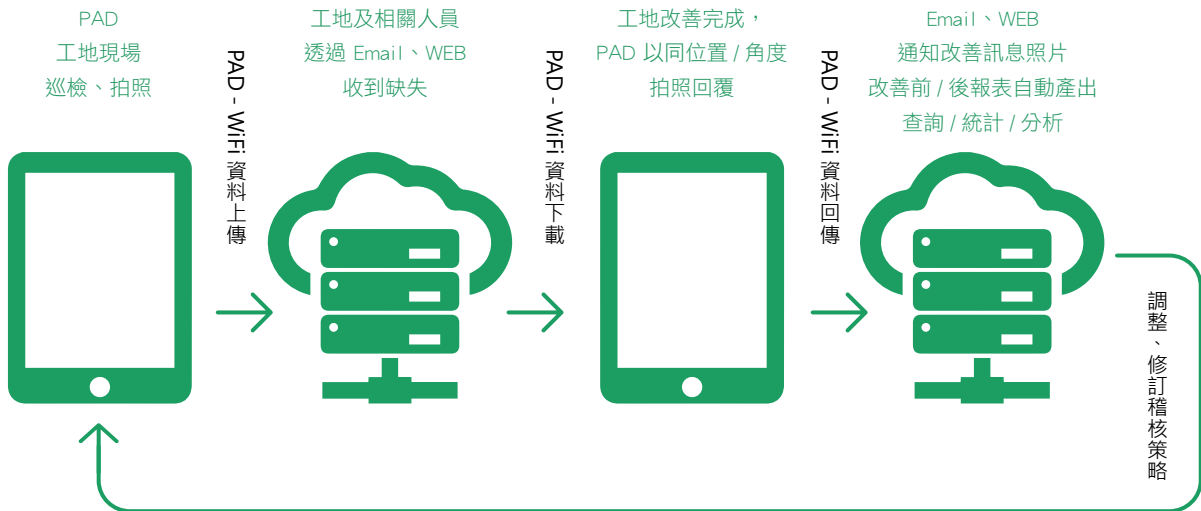 PAD
工地現場
巡檢、拍照
PAD - WiFi 資料上傳
工地及相關人員
透過 Email、WEB
收到缺失
PAD - WiFi 資料下載
工地改善完成，
PAD 以同位置 / 角度
拍照回覆
PAD - WiFi 資料回傳
Email、WEB
通知改善訊息照片
改善前 / 後報表自動產出
查詢 / 統計 / 分析
調整、修訂稽核策略